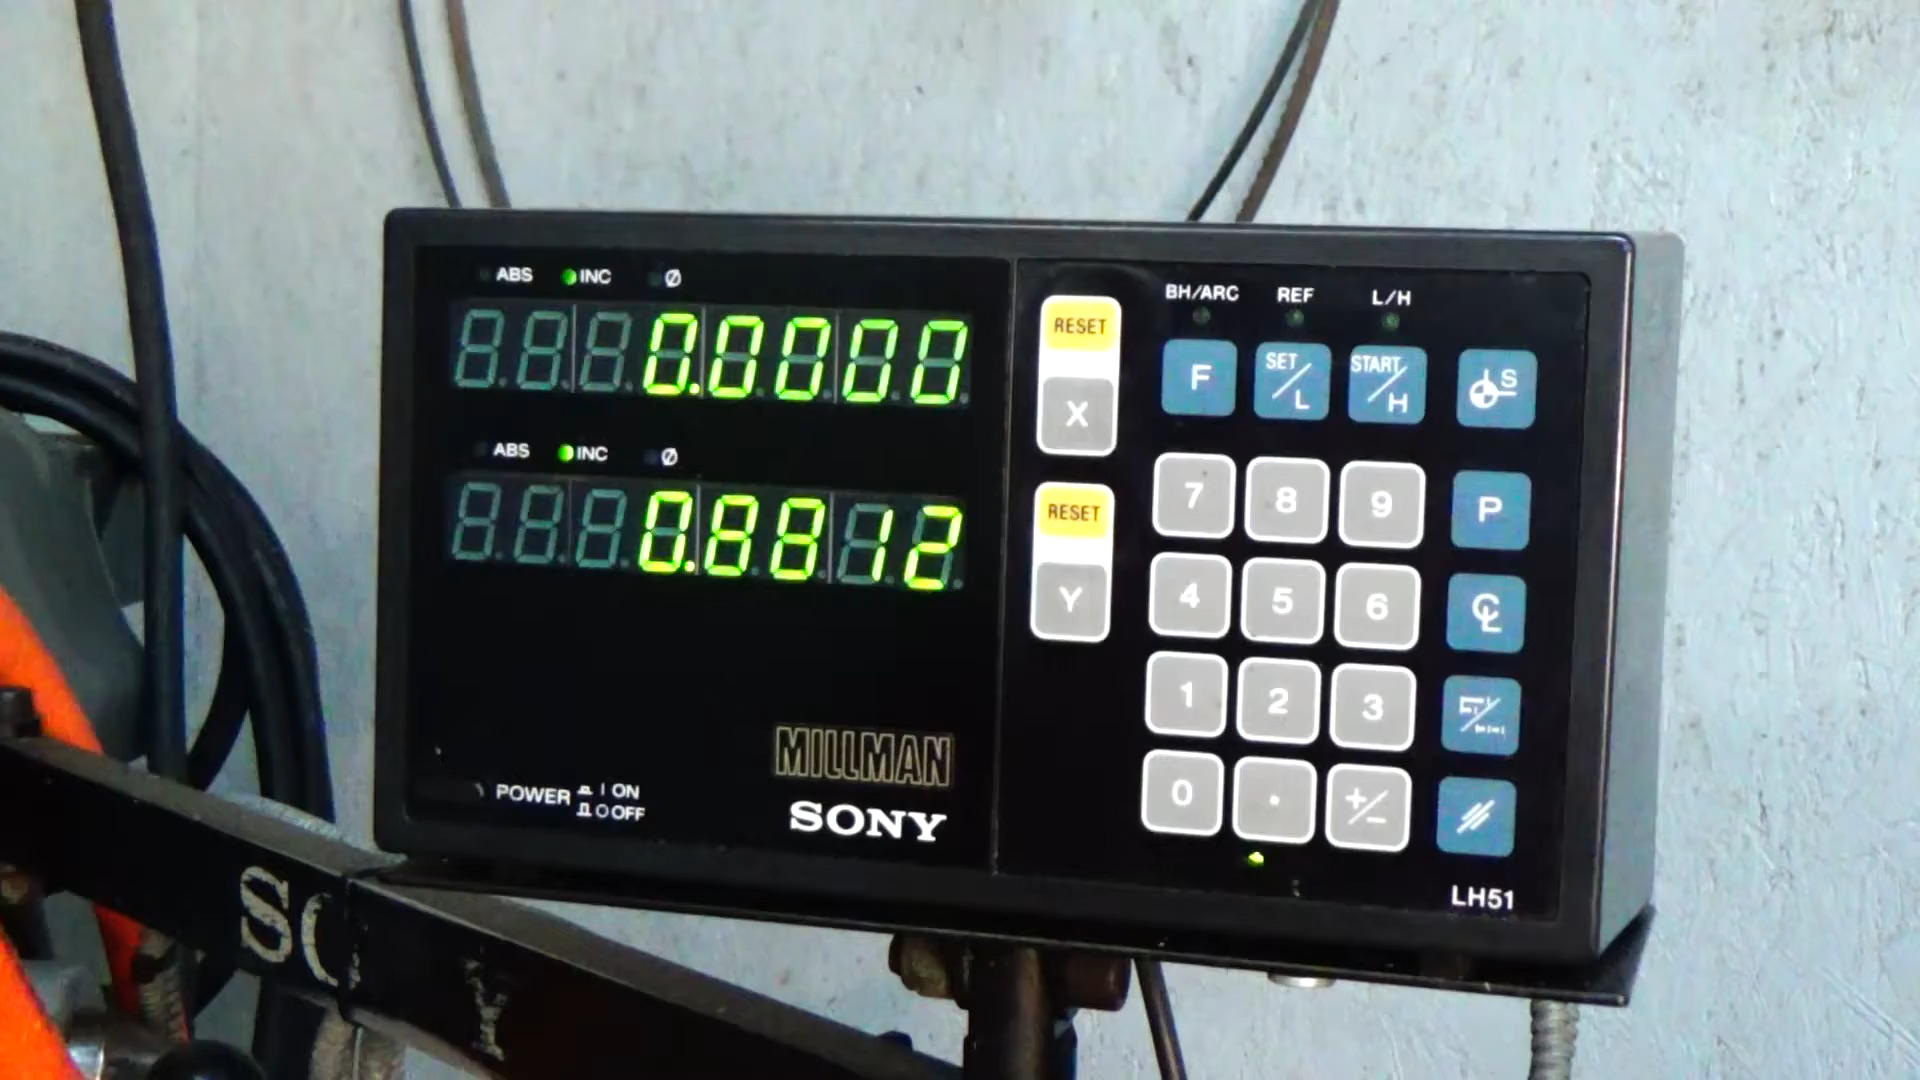 ABS INC Ø
0.0000
ABS INC Ø
0.8812
MILLMAN
POWER I ON
O OFF
SONY
RESET
X
RESET
Y
BH/ARC REF L/H
F SET/L START/H LS
7 8 9 P
4 5 6 ℄
1 2 3
0 . +/-
LH51
S
Y